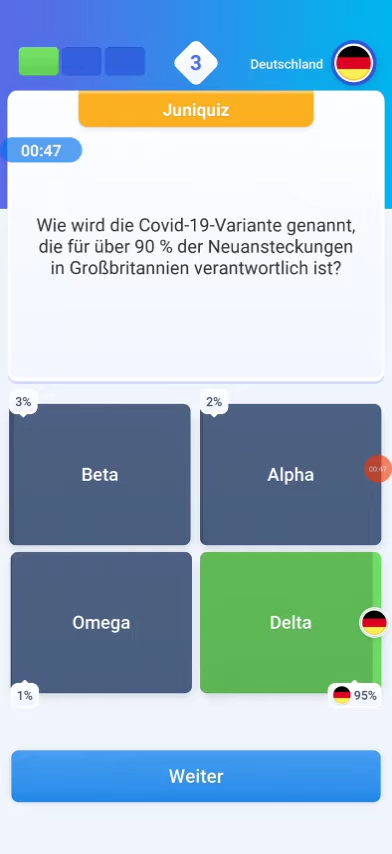 3
Deutschland
Juniquiz
00:47
Wie wird die Covid-19-Variante genannt,
die für über 90 % der Neuansteckungen
in Großbritannien verantwortlich ist?
3%
2%
Beta
Alpha
00:47
Omega
Delta
1%
95%
Weiter